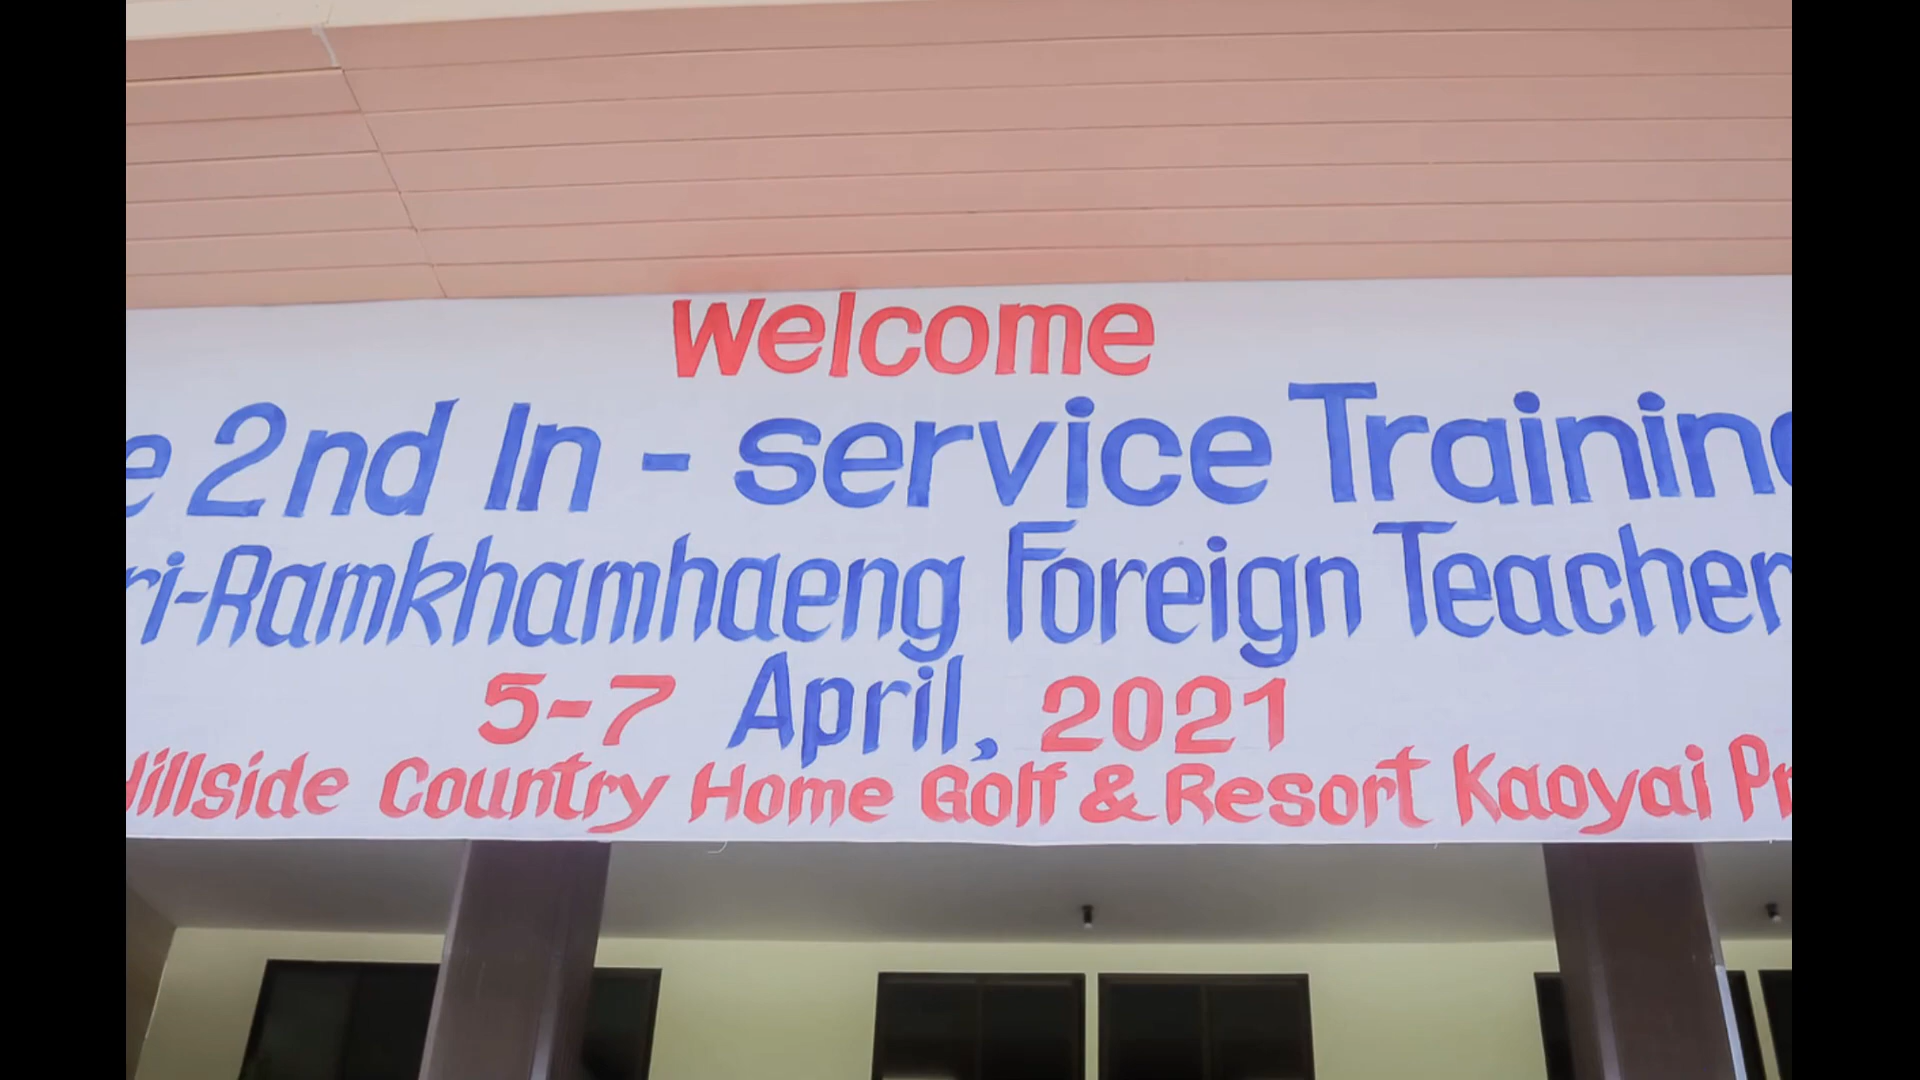 Welcome
e 2nd In - service Training
ri-Ramkhamhaeng Foreign Teacher
5-7 April, 2021
Hillside Country Home Golf & Resort Kaoyai Pr